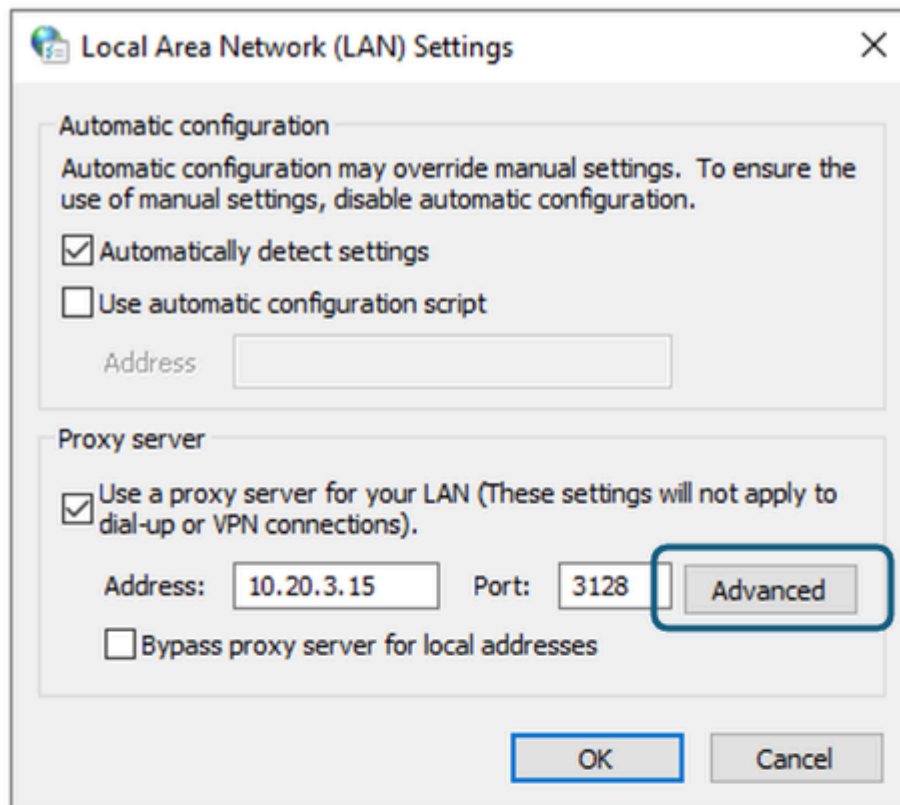 Local Area Network (LAN) Settings
Automatic configuration
Automatic configuration may override manual settings.  To ensure the
use of manual settings, disable automatic configuration.
Automatically detect settings
Use automatic configuration script
Address
Proxy server
Use a proxy server for your LAN (These settings will not apply to
dial-up or VPN connections).
Address: 10.20.3.15 Port: 3128 Advanced
Bypass proxy server for local addresses
OK Cancel